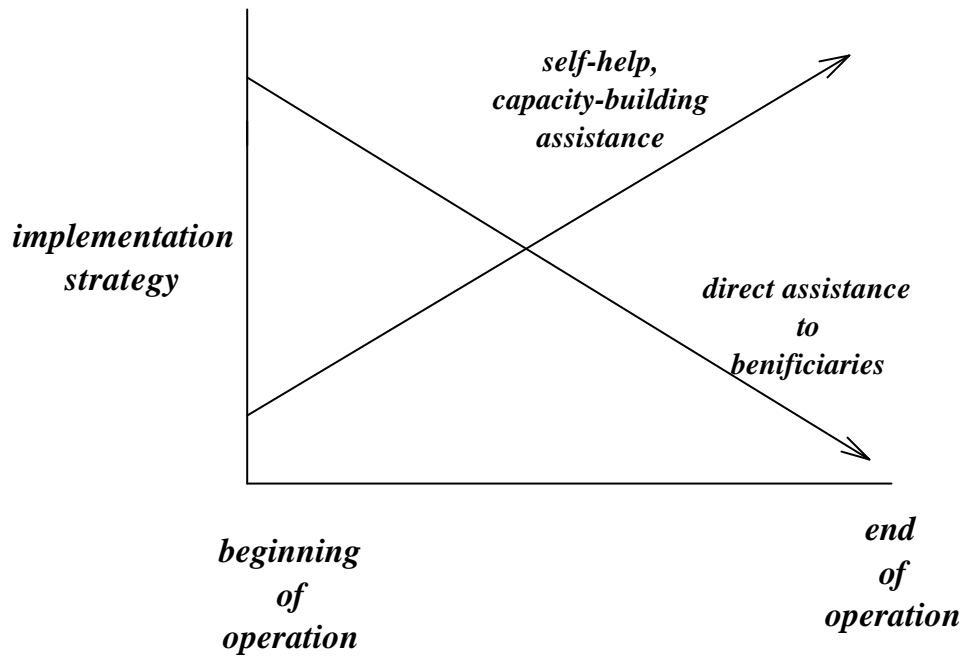 self-help,
capacity-building
assistance
implementation
strategy
direct assistance
to
benificiaries
beginning
of
operation
end
of
operation